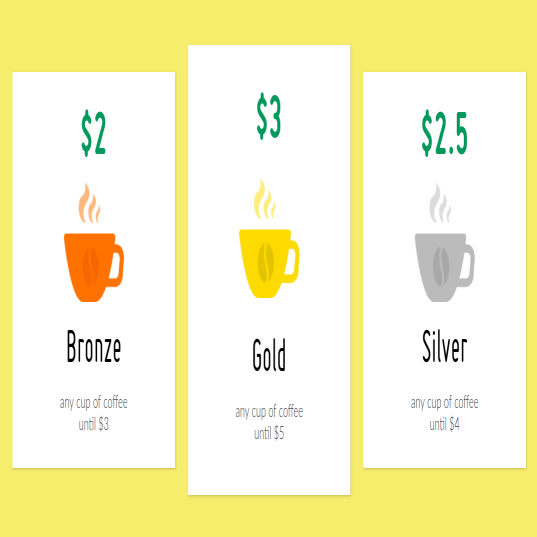 $2
Bronze
any cup of coffee
until $3
$3
Gold
any cup of coffee
until $5
$2.5
Silver
any cup of coffee
until $4